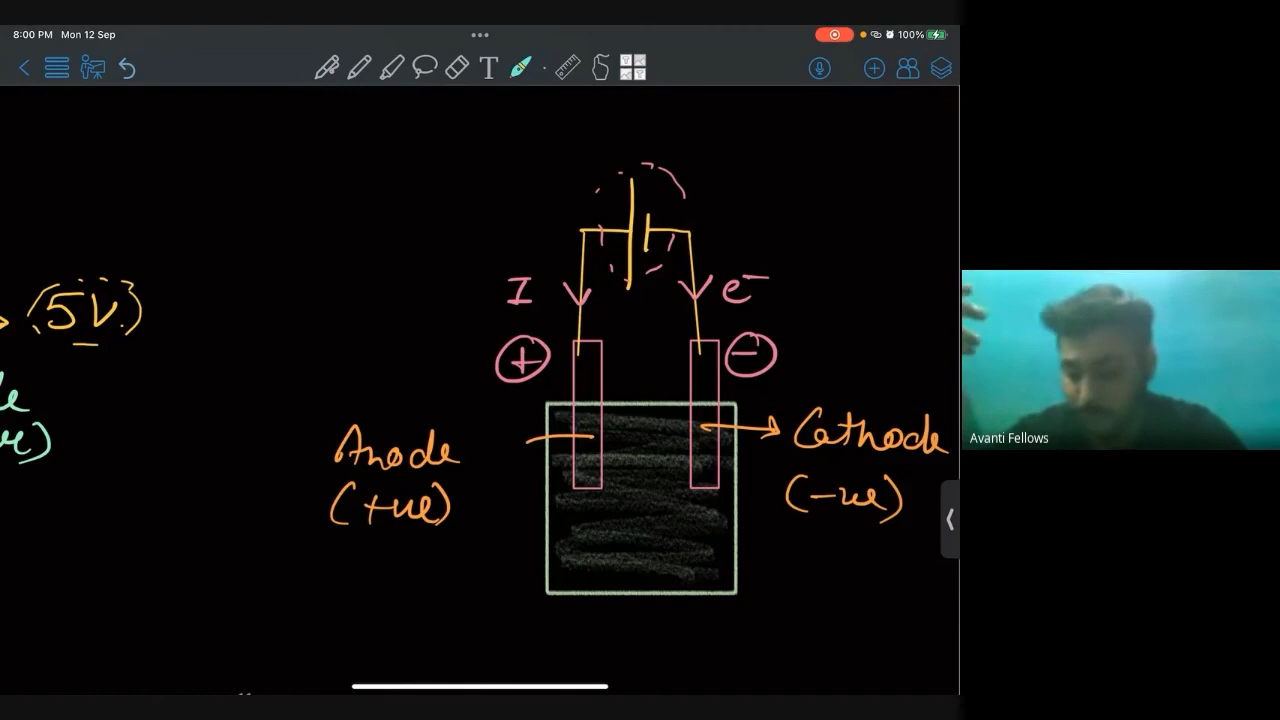 8:00 PM Mon 12 Sep
100%
T
(5V)
I
e⁻
+
−
Anode
(+ve)
Cathode
(-ve)
Avanti Fellows